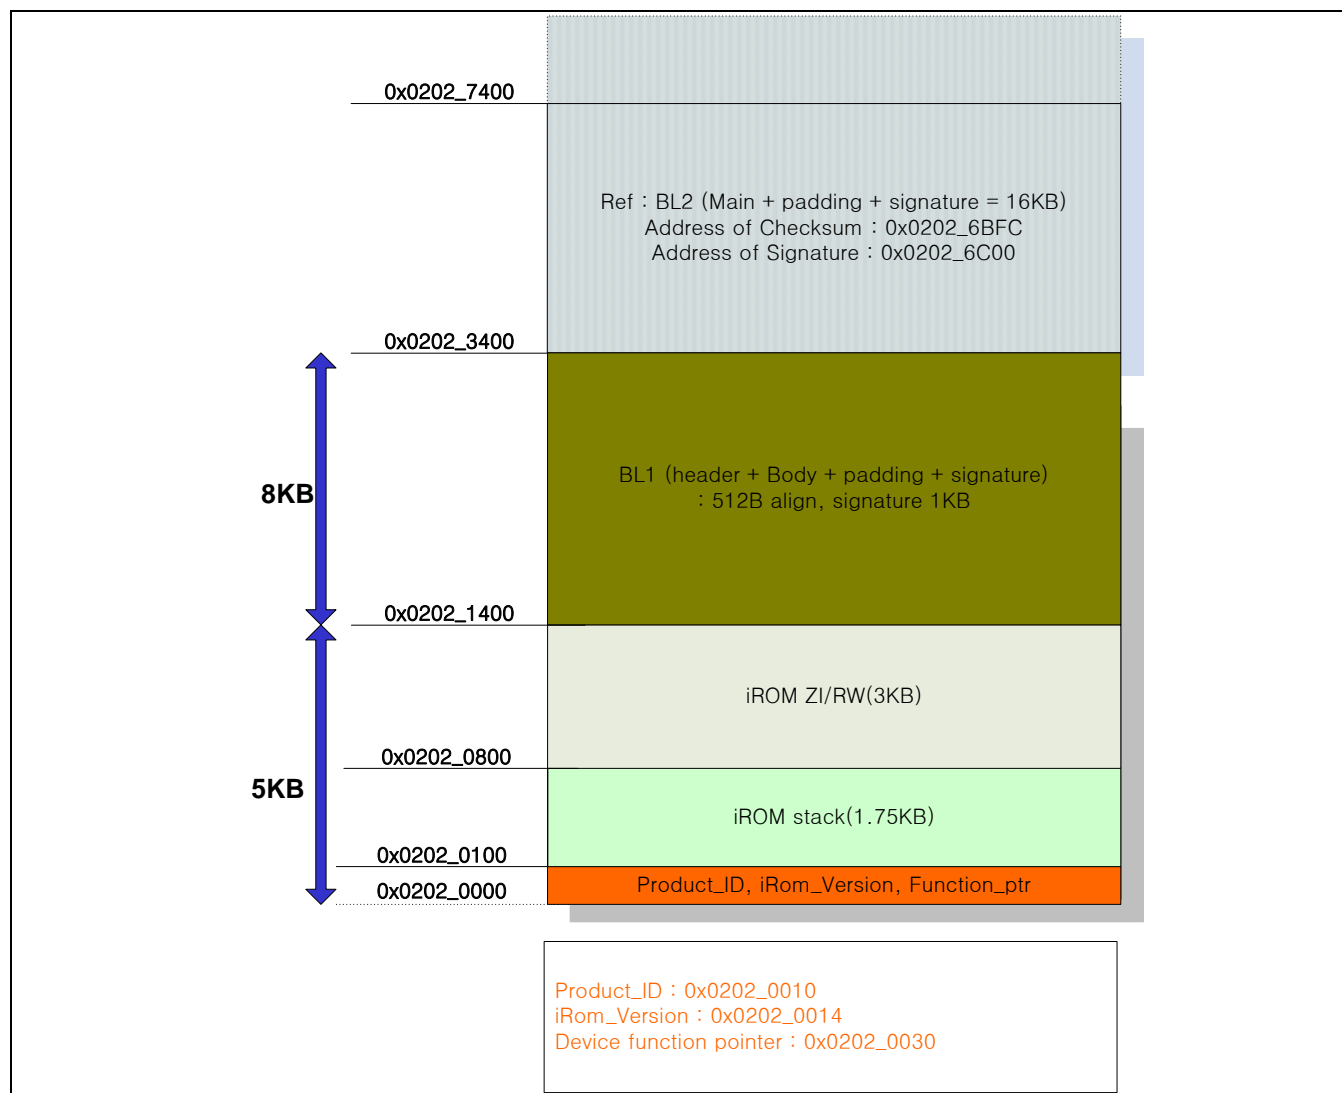 0x0202_7400
Ref : BL2 (Main + padding + signature = 16KB)
Address of Checksum : 0x0202_6BFC
Address of Signature : 0x0202_6C00
0x0202_3400
8KB
BL1 (header + Body + padding + signature)
: 512B align, signature 1KB
0x0202_1400
iROM ZI/RW(3KB)
0x0202_0800
5KB
iROM stack(1.75KB)
0x0202_0100
Product_ID, iRom_Version, Function_ptr
0x0202_0000
Product_ID : 0x0202_0010
iRom_Version : 0x0202_0014
Device function pointer : 0x0202_0030